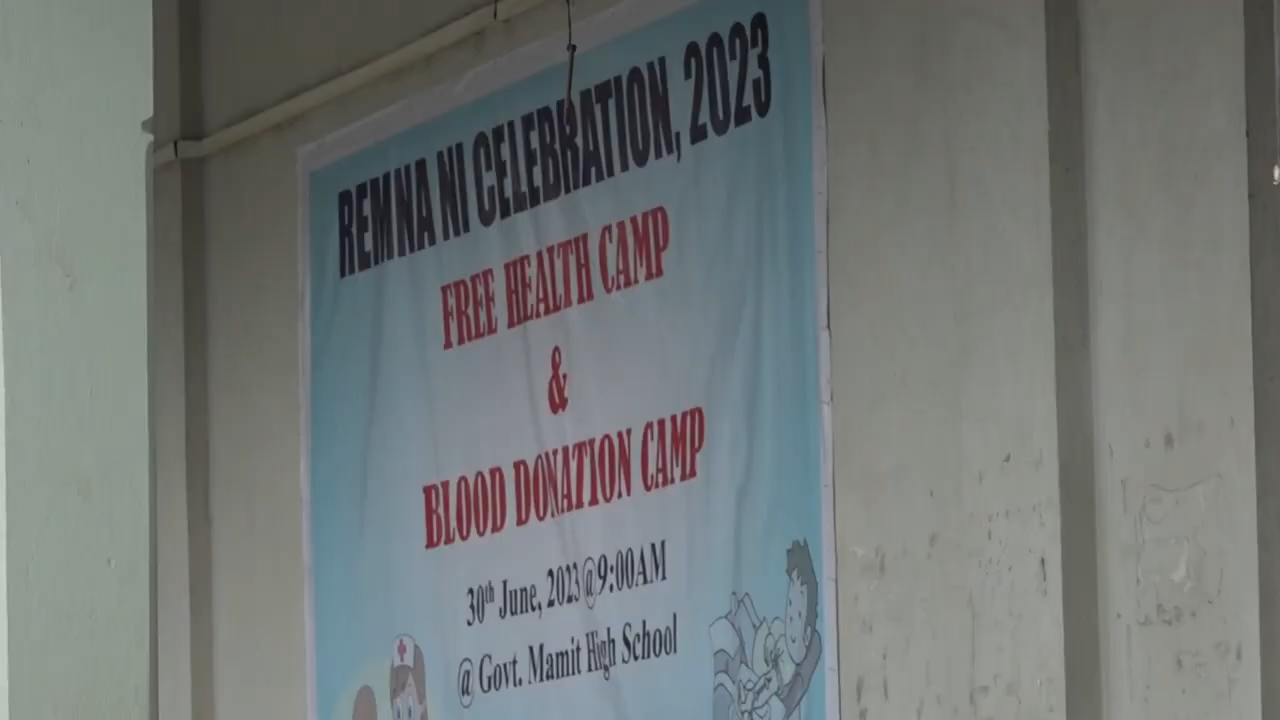 REMNA NI CELEBRATION, 2023
FREE HEALTH CAMP
&
BLOOD DONATION CAMP
30th June, 2023@9:00AM
@ Govt. Mamit High School